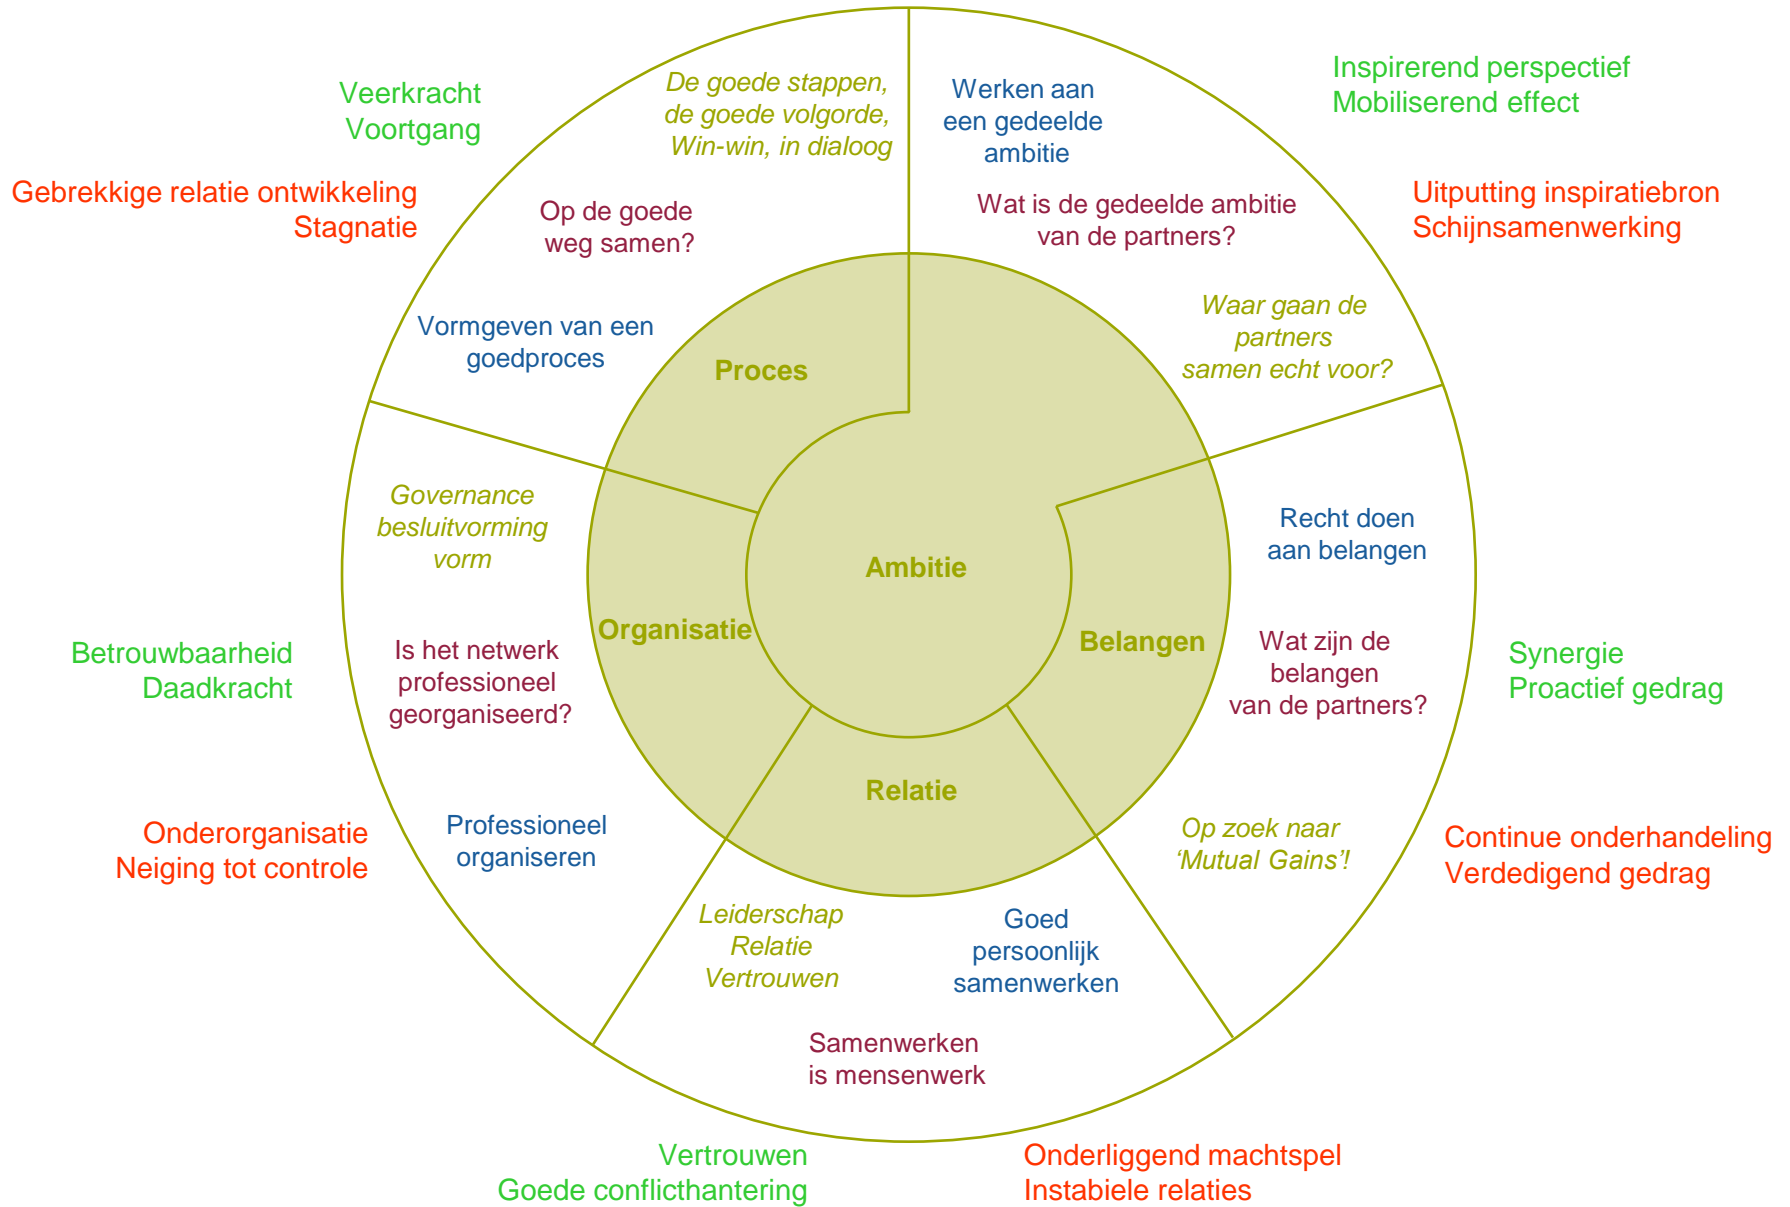 Veerkracht
Voortgang
Gebrekkige relatie ontwikkeling
Stagnatie
De goede stappen,
de goede volgorde,
Win-win, in dialoog
Op de goede
weg samen?
Vormgeven van een
goedproces
Proces
Werken aan
een gedeelde
ambitie
Wat is de gedeelde ambitie
van de partners?
Waar gaan de
partners
samen echt voor?
Inspirerend perspectief
Mobiliserend effect
Uitputting inspiratiebron
Schijnsamenwerking
Ambitie
Governance
besluitvorming
vorm
Is het netwerk
professioneel
georganiseerd?
Professioneel
organiseren
Organisatie
Betrouwbaarheid
Daadkracht
Onderorganisatie
Neiging tot controle
Belangen
Recht doen
aan belangen
Wat zijn de
belangen
van de partners?
Op zoek naar
‘Mutual Gains’!
Synergie
Proactief gedrag
Continue onderhandeling
Verdedigend gedrag
Relatie
Leiderschap
Relatie
Vertrouwen
Goed
persoonlijk
samenwerken
Samenwerken
is mensenwerk
Vertrouwen
Goede conflicthantering
Onderliggend machtspel
Instabiele relaties